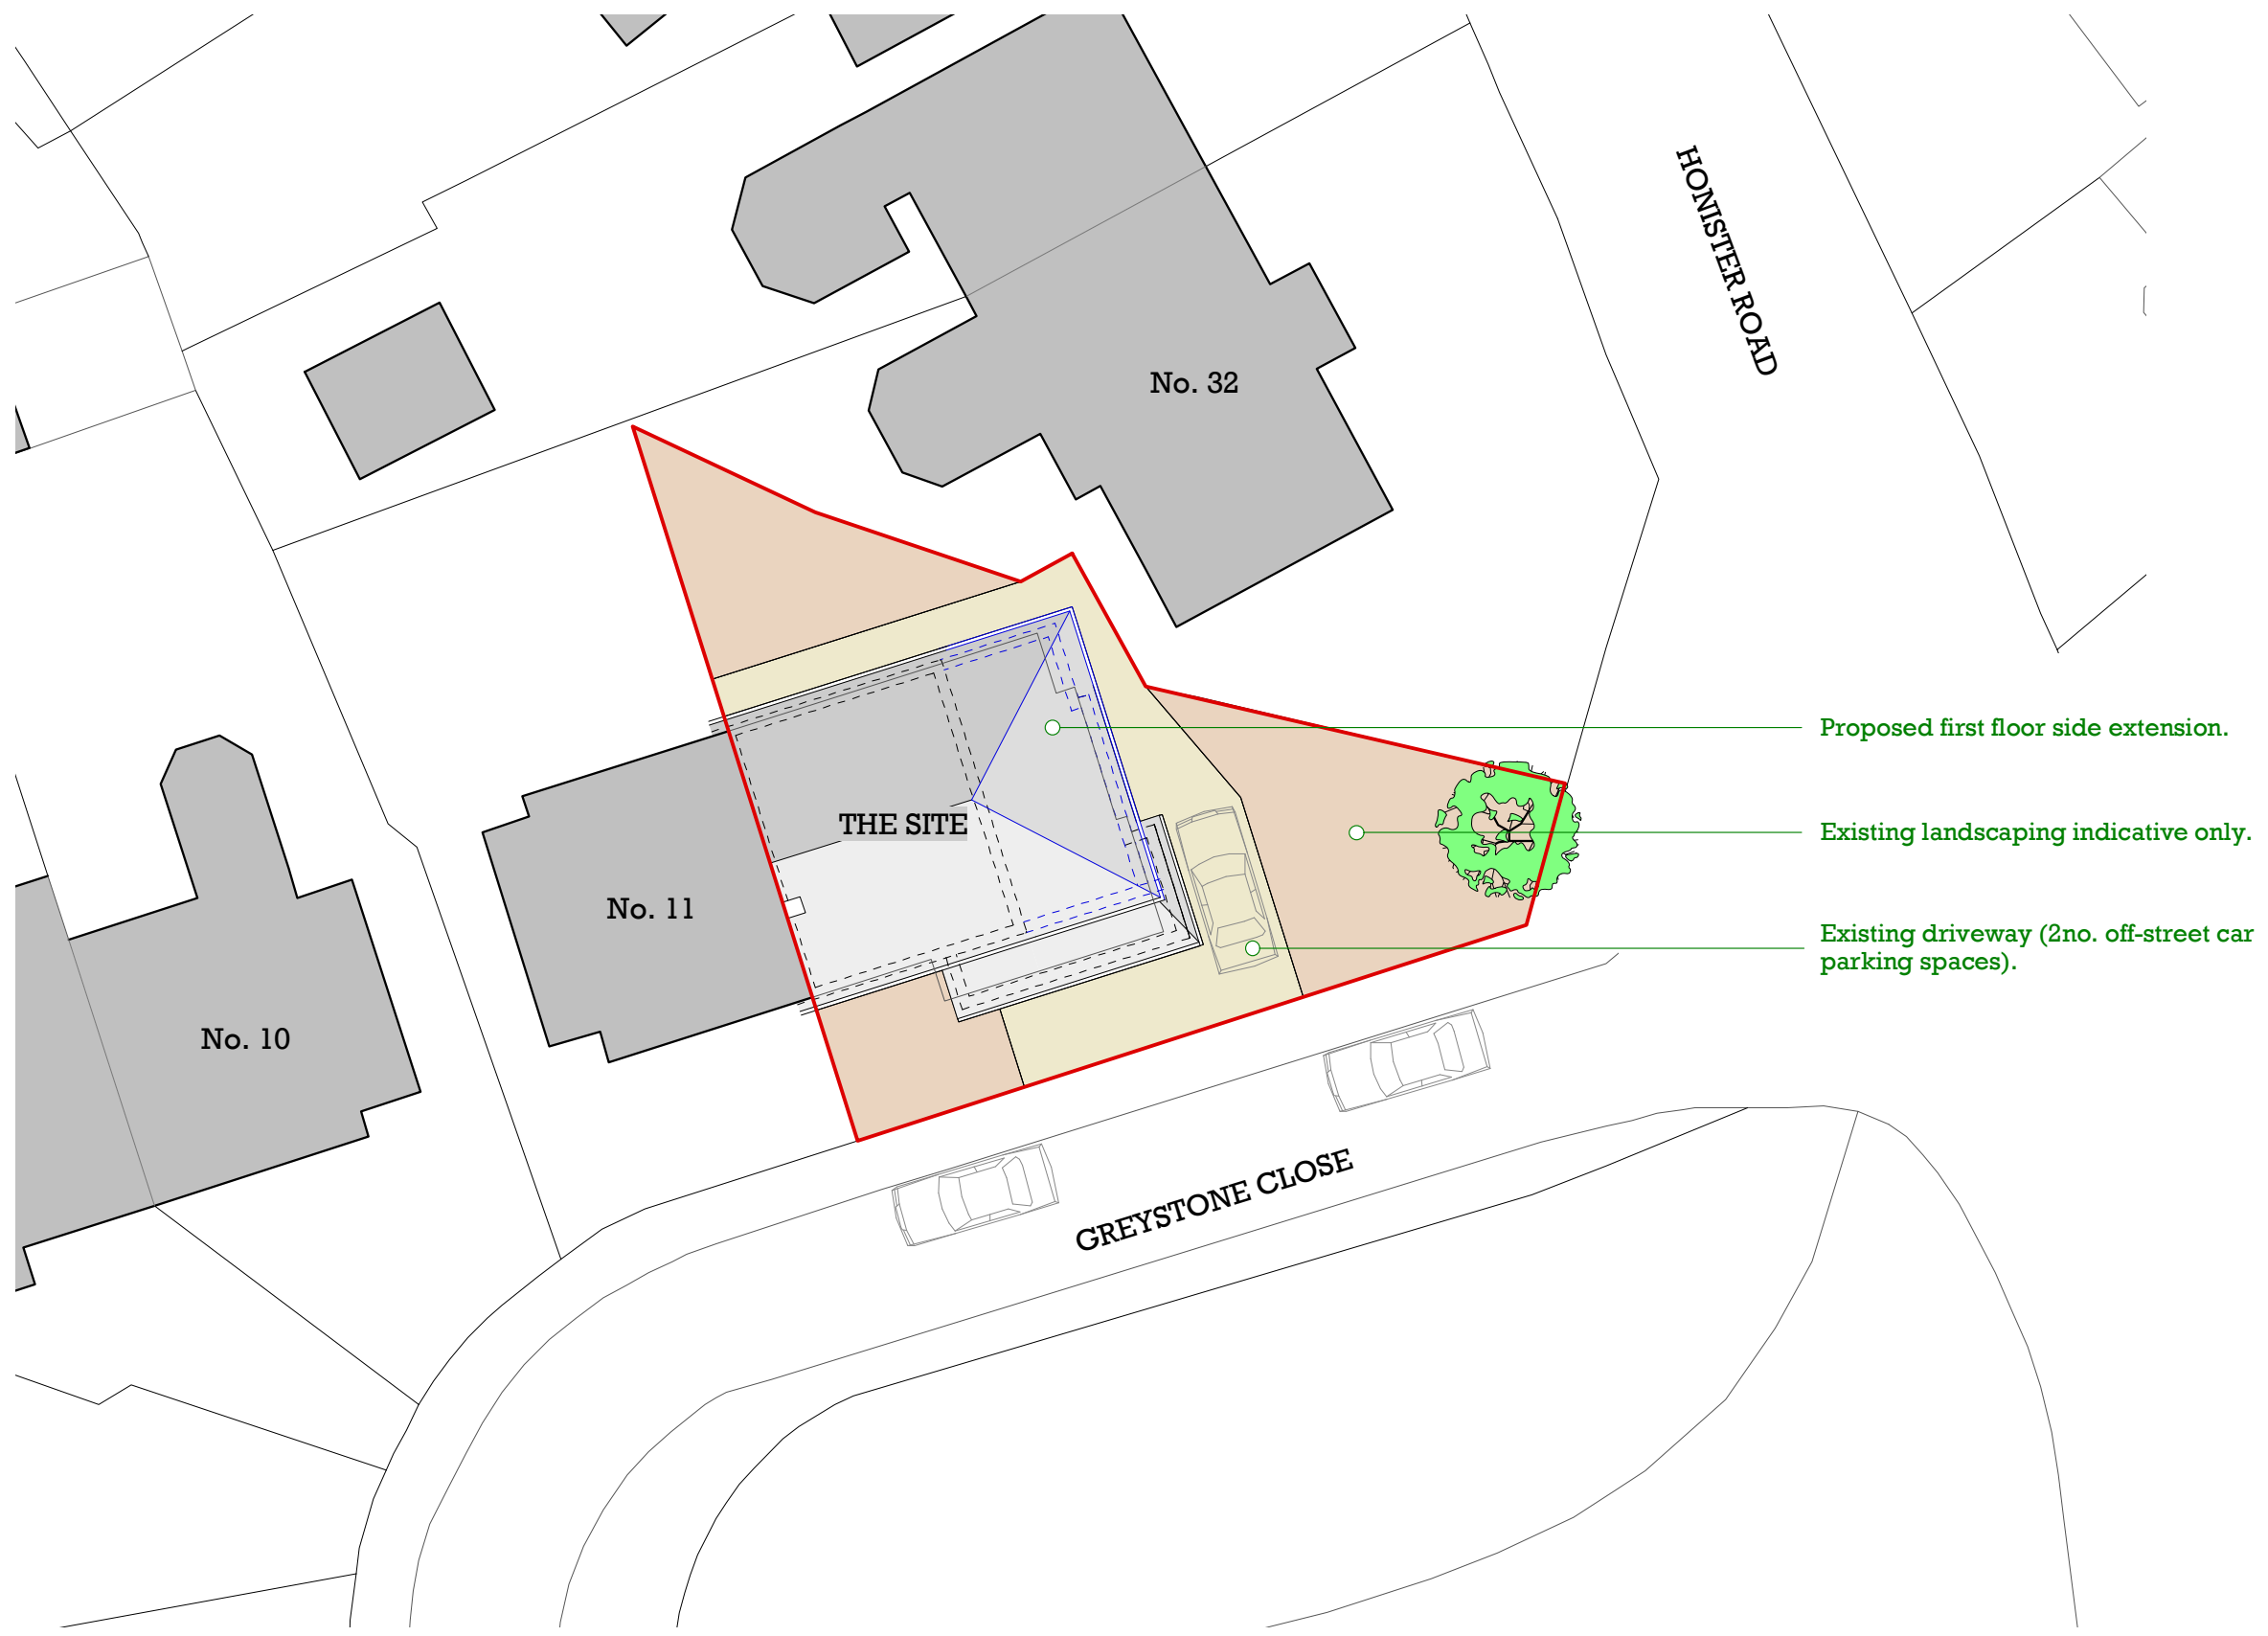 HONISTER ROAD
No. 32
Proposed first floor side extension.
THE SITE
Existing landscaping indicative only.
No. 11
Existing driveway (2no. off-street car
parking spaces).
No. 10
GREYSTONE CLOSE